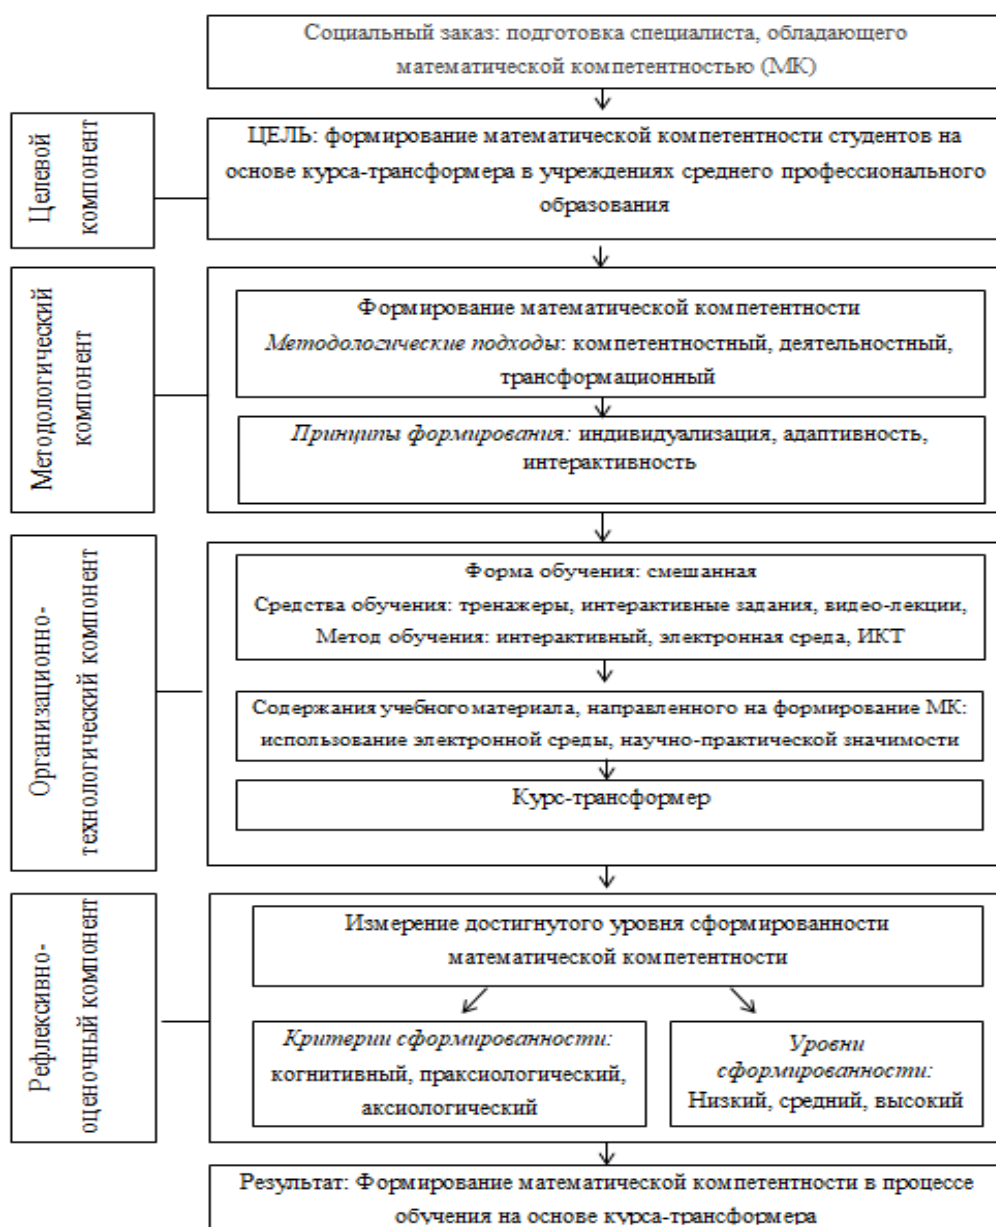 Социальный заказ: подготовка специалиста, обладающего
математической компетентностью (МК)
Целевой
компонент
ЦЕЛЬ: формирование математической компетентности студентов на
основе курса-трансформера в учреждениях среднего профессионального
образования
Методологический
компонент
Формирование математической компетентности
Методологические подходы: компетентностный, деятельностный,
трансформационный
Принципы формирования: индивидуализация, адаптивность,
интерактивность
Организационно-
технологический компонент
Форма обучения: смешанная
Средства обучения: тренажеры, интерактивные задания, видео-лекции,
Метод обучения: интерактивный, электронная среда, ИКТ
Содержания учебного материала, направленного на формирование МК:
использование электронной среды, научно-практической значимости
Курс-трансформер
Рефлексивно-
оценочный компонент
Измерение достигнутого уровня сформированности
математической компетентности
Критерии сформированности:
когнитивный, праксиологический,
аксиологический
Уровни
сформированности:
Низкий, средний, высокий
Результат: Формирование математической компетентности в процессе
обучения на основе курса-трансформера